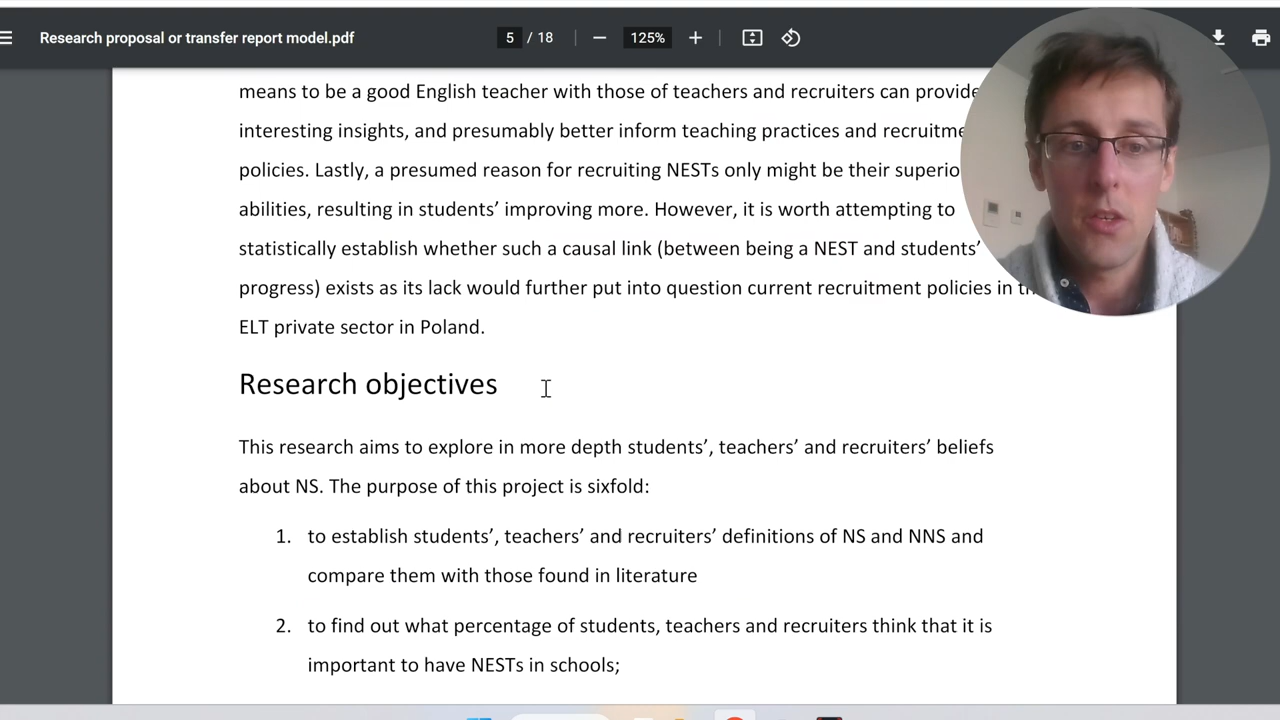 Research proposal or transfer report model.pdf
5 / 18
125%
means to be a good English teacher with those of teachers and recruiters can provide
interesting insights, and presumably better inform teaching practices and
policies. Lastly, a presumed reason for recruiting NESTs only might be their
abilities, resulting in students’ improving more. However, it is worth attempting to
statistically establish whether such a causal link (between being a NEST and students’
progress) exists as its lack would further put into question current recruitment policies in
ELT private sector in Poland.
Research objectives
This research aims to explore in more depth students’, teachers’ and recruiters’ beliefs
about NS. The purpose of this project is sixfold:
1. to establish students’, teachers’ and recruiters’ definitions of NS and NNS and
compare them with those found in literature
2. to find out what percentage of students, teachers and recruiters think that it is
important to have NESTs in schools;